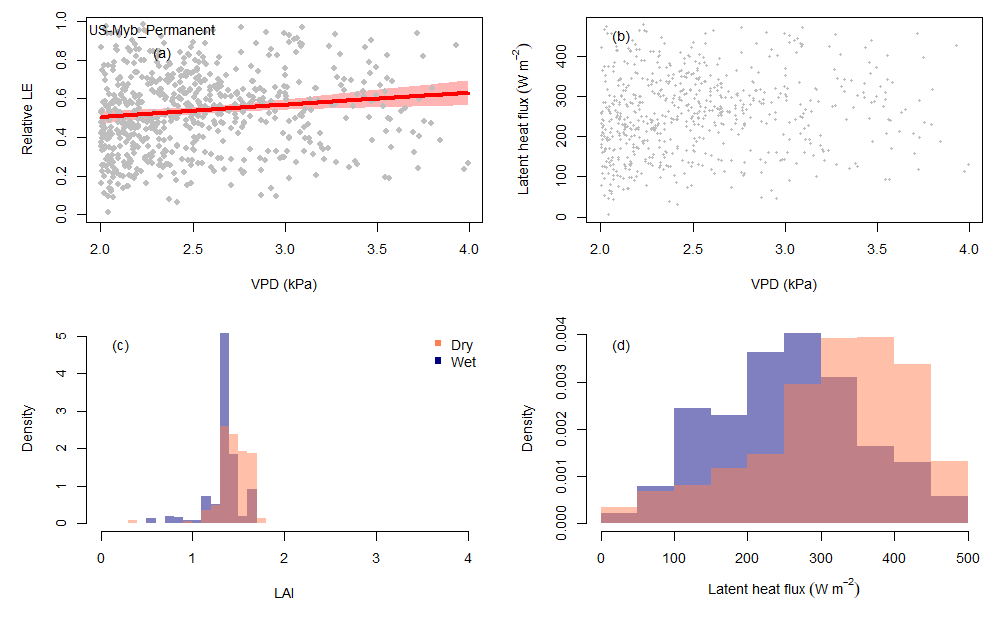 US-Myb_Permanent
(a)
Relative LE
0.0 0.2 0.4 0.6 0.8 1.0
2.0 2.5 3.0 3.5 4.0
VPD (kPa)
(b)
Latent heat flux (W m⁻²)
0 100 200 300 400
2.0 2.5 3.0 3.5 4.0
VPD (kPa)
(c)
Dry
Wet
Density
0 1 2 3 4 5
0 1 2 3 4
LAI
(d)
Density
0.000 0.001 0.002 0.003 0.004
0 100 200 300 400 500
Latent heat flux (W m⁻²)